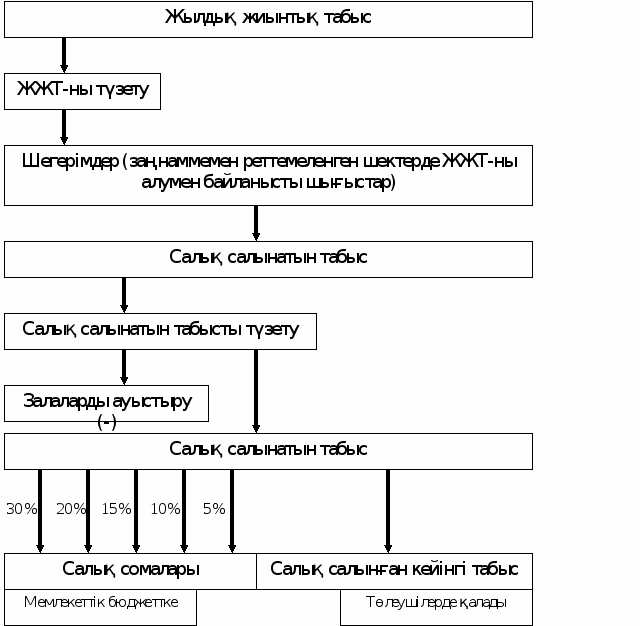 Жылдық жиынтық табыс
ЖЖТ-ны түзету
Шегерімдер (заңнаммемен реттемеленген шектерде ЖЖТ-ны
алумен байланысты шығыстар)
Салық салынатын табыс
Салық салынатын табысты түзету
Залаларды ауыстыру
(-)
Салық салынатын табыс
30% 20% 15% 10% 5%
Салық сомалары Салық салынған кейінгі табыс
Мемлекеттік бюджеттке Төлеушілерде қалады